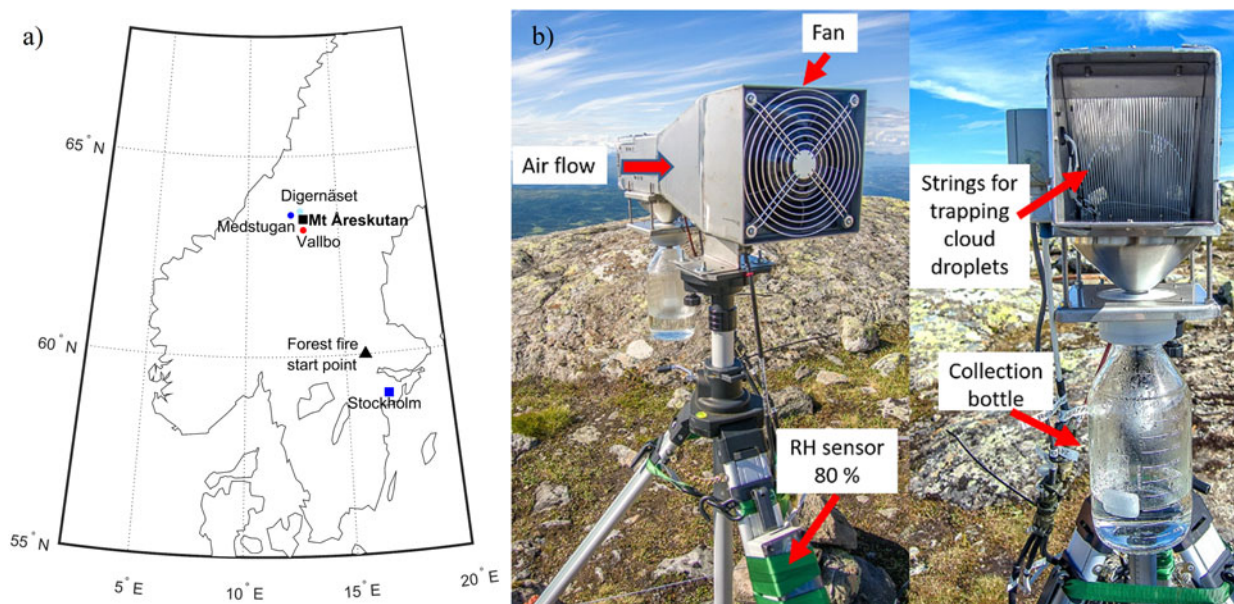 a)
65°N
Digernäset
Mt Åreskutan
Medstugan
Vallbo
Forest fire
start point
60°N
Stockholm
55°N
5°E
10°E
15°E
20°E
b)
Fan
Air flow
RH sensor
80 %
Strings for
trapping
cloud
droplets
Collection
bottle